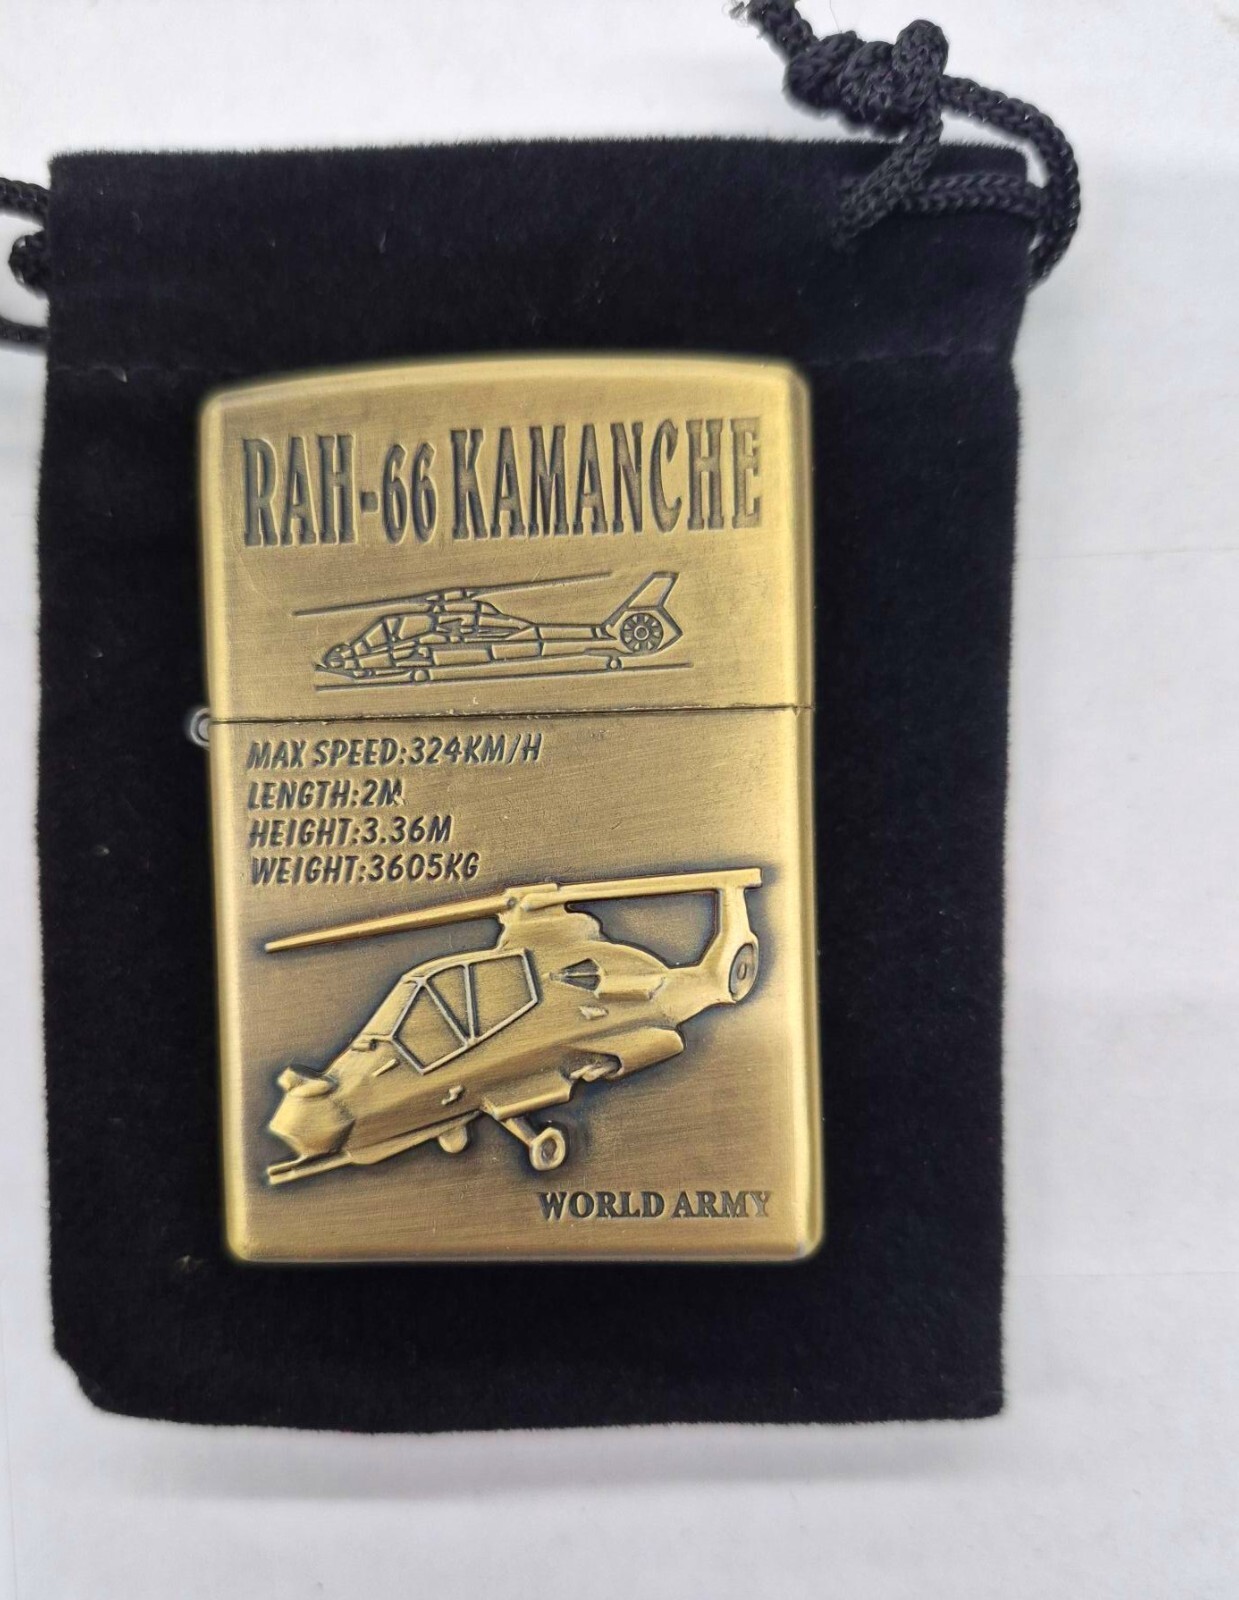 RAH-66 KAMANCHE
MAX SPEED:324KM/H
LENGTH:2M
HEIGHT:3.36M
WEIGHT:3605KG
WORLD ARMY